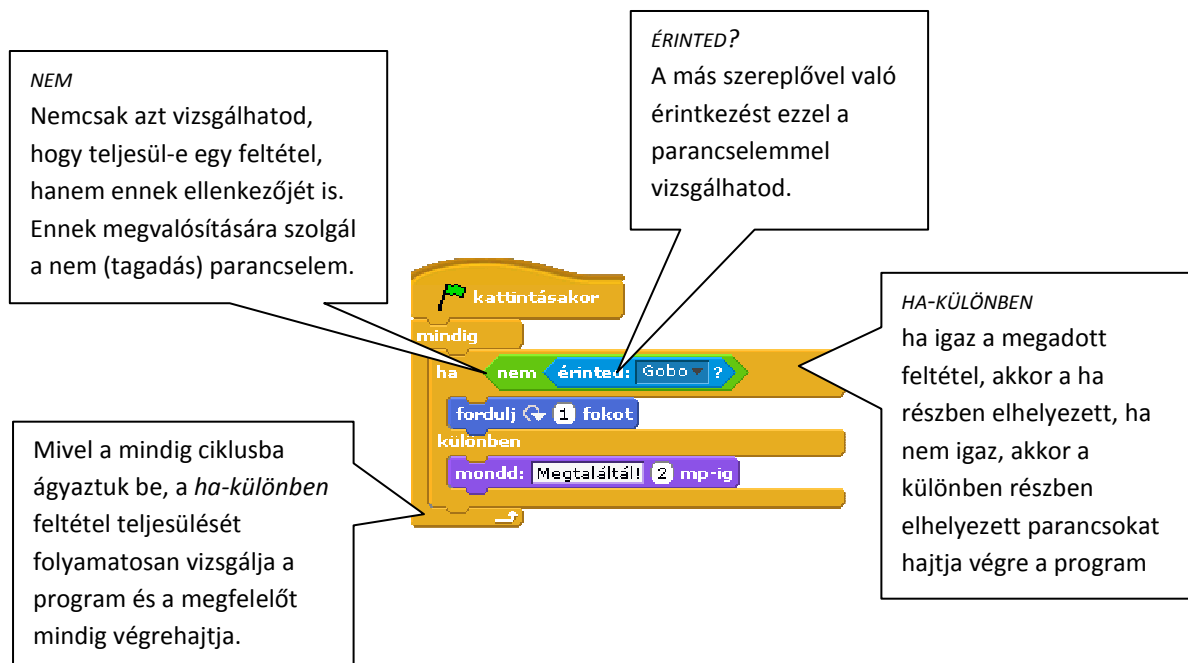 NEM
Nemcsak azt vizsgálhatod,
hogy teljesül-e egy feltétel,
hanem ennek ellenkezőjét is.
Ennek megvalósítására szolgál
a nem (tagadás) parancselem.
ÉRINTED?
A más szereplővel való
érintkezést ezzel a
parancselemmel
vizsgálhatod.
kattintásakor
mindig
ha nem érinted: Gobo ?
fordulj 1 fokot
különben
mondd: Megtaláltál! 2 mp-ig
HA-KÜLÖNBEN
ha igaz a megadott
feltétel, akkor a ha
részben elhelyezett, ha
nem igaz, akkor a
különben részben
elhelyezett parancsokat
hajtja végre a program
Mivel a mindig ciklusba
ágyaztuk be, a ha-különben
feltétel teljesülését
folyamatosan vizsgálja a
program és a megfelelőt
mindig végrehajtja.